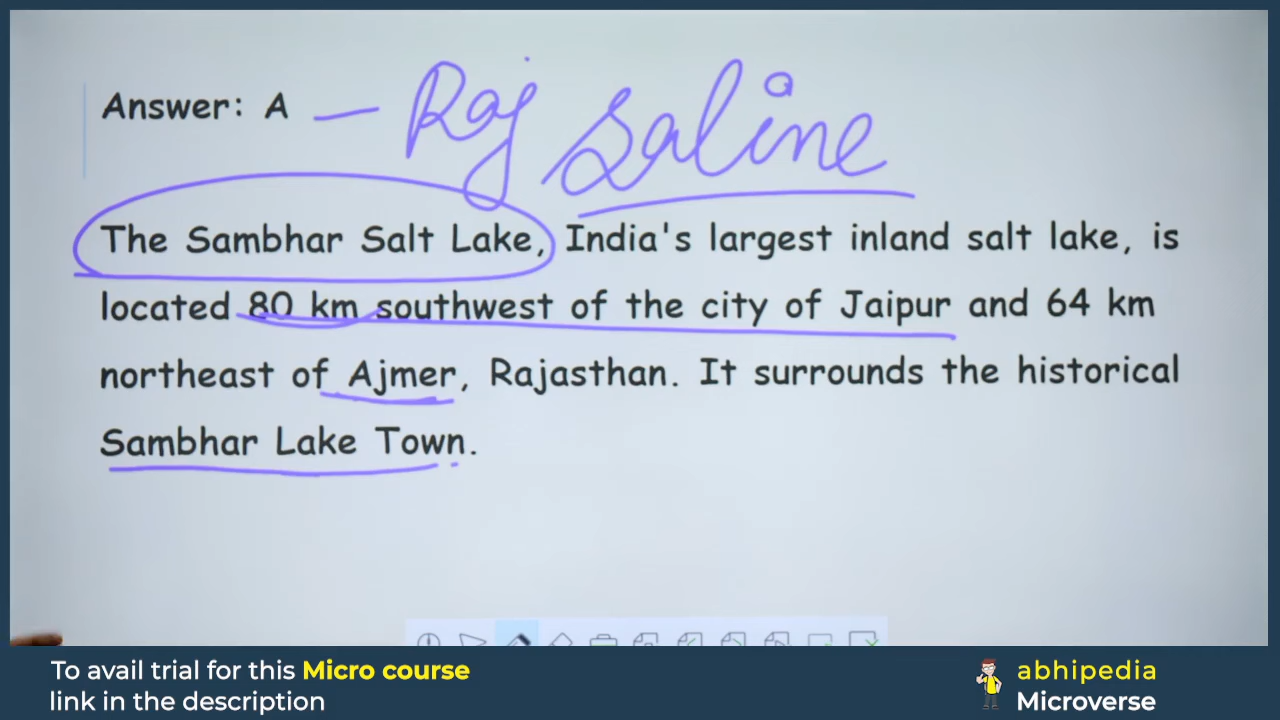 Answer: A — Raj saline
The Sambhar Salt Lake, India's largest inland salt lake, is
located 80 km southwest of the city of Jaipur and 64 km
northeast of Ajmer, Rajasthan. It surrounds the historical
Sambhar Lake Town.
To avail trial for this Micro course
link in the description
abhipedia
Microverse